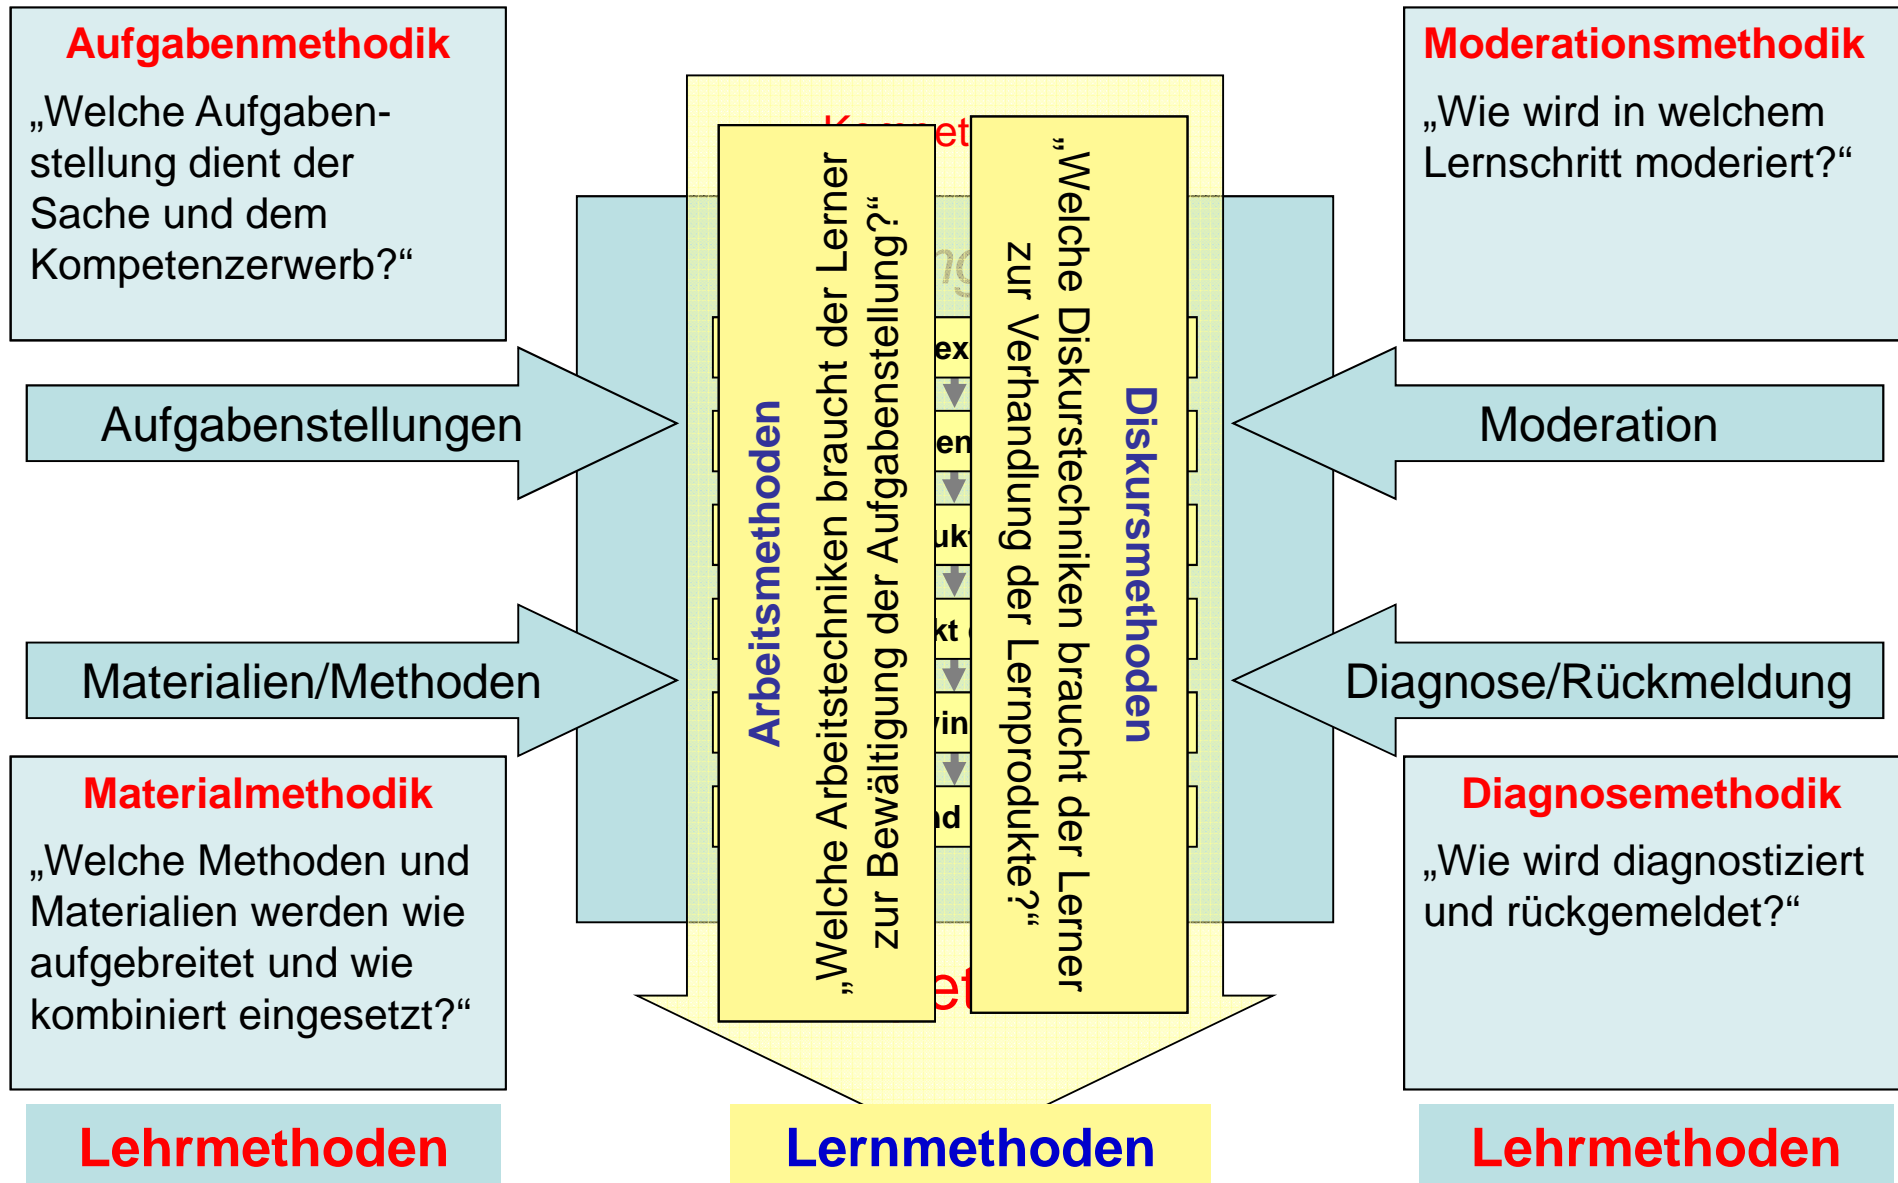 Aufgabenmethodik
„Welche Aufgaben-
stellung dient der
Sache und dem
Kompetenzerwerb?“
Aufgabenstellungen
Materialien/Methoden
Materialmethodik
„Welche Methoden und
Materialien werden wie
aufgebreitet und wie
kombiniert eingesetzt?“
Lehrmethoden
Arbeitsmethoden
„Welche Arbeitstechniken braucht der Lerner
zur Bewältigung der Aufgabenstellung?“
Diskursmethoden
„Welche Diskurstechniken braucht der Lerner
zur Verhandlung der Lernprodukte?“
Lernmethoden
Moderationsmethodik
„Wie wird in welchem
Lernschritt moderiert?“
Moderation
Diagnose/Rückmeldung
Diagnosemethodik
„Wie wird diagnostiziert
und rückgemeldet?“
Lehrmethoden